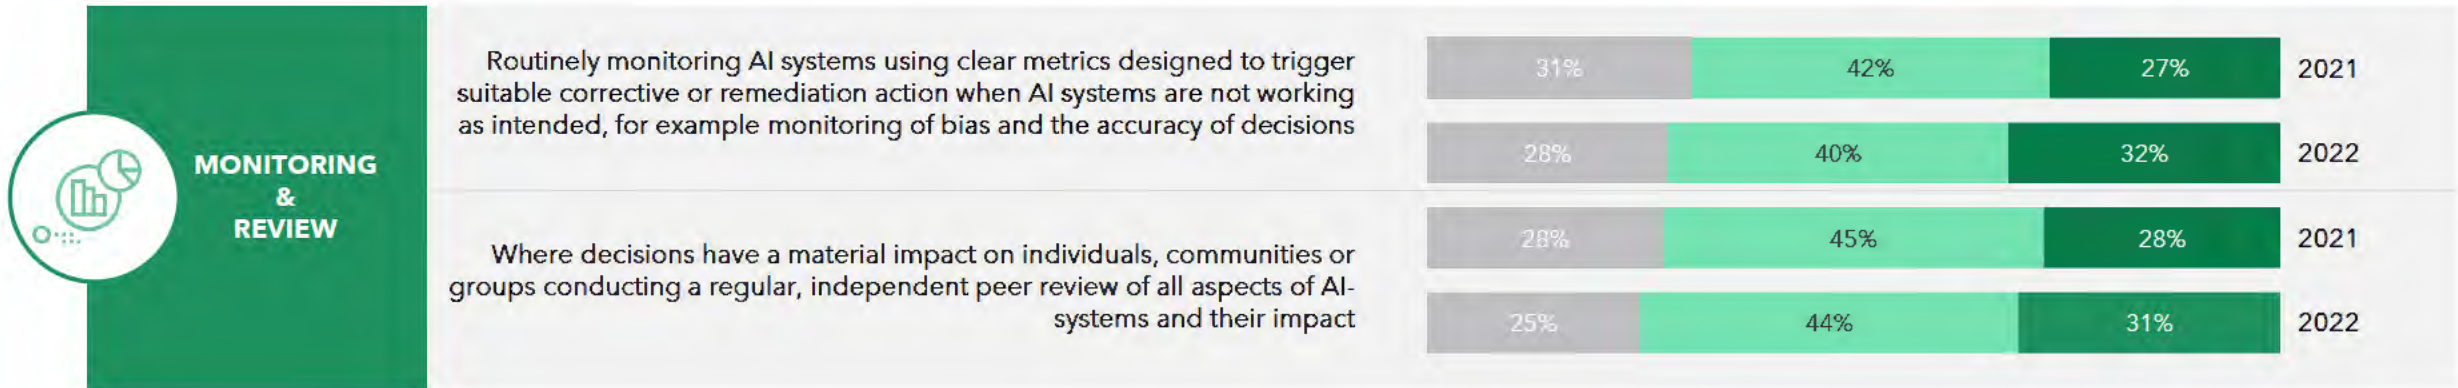 MONITORING
&
REVIEW
Routinely monitoring AI systems using clear metrics designed to trigger
suitable corrective or remediation action when AI systems are not working
as intended, for example monitoring of bias and the accuracy of decisions
31% 42% 27% 2021
28% 40% 32% 2022
Where decisions have a material impact on individuals, communities or
groups conducting a regular, independent peer review of all aspects of AI-
systems and their impact
28% 45% 28% 2021
25% 44% 31% 2022